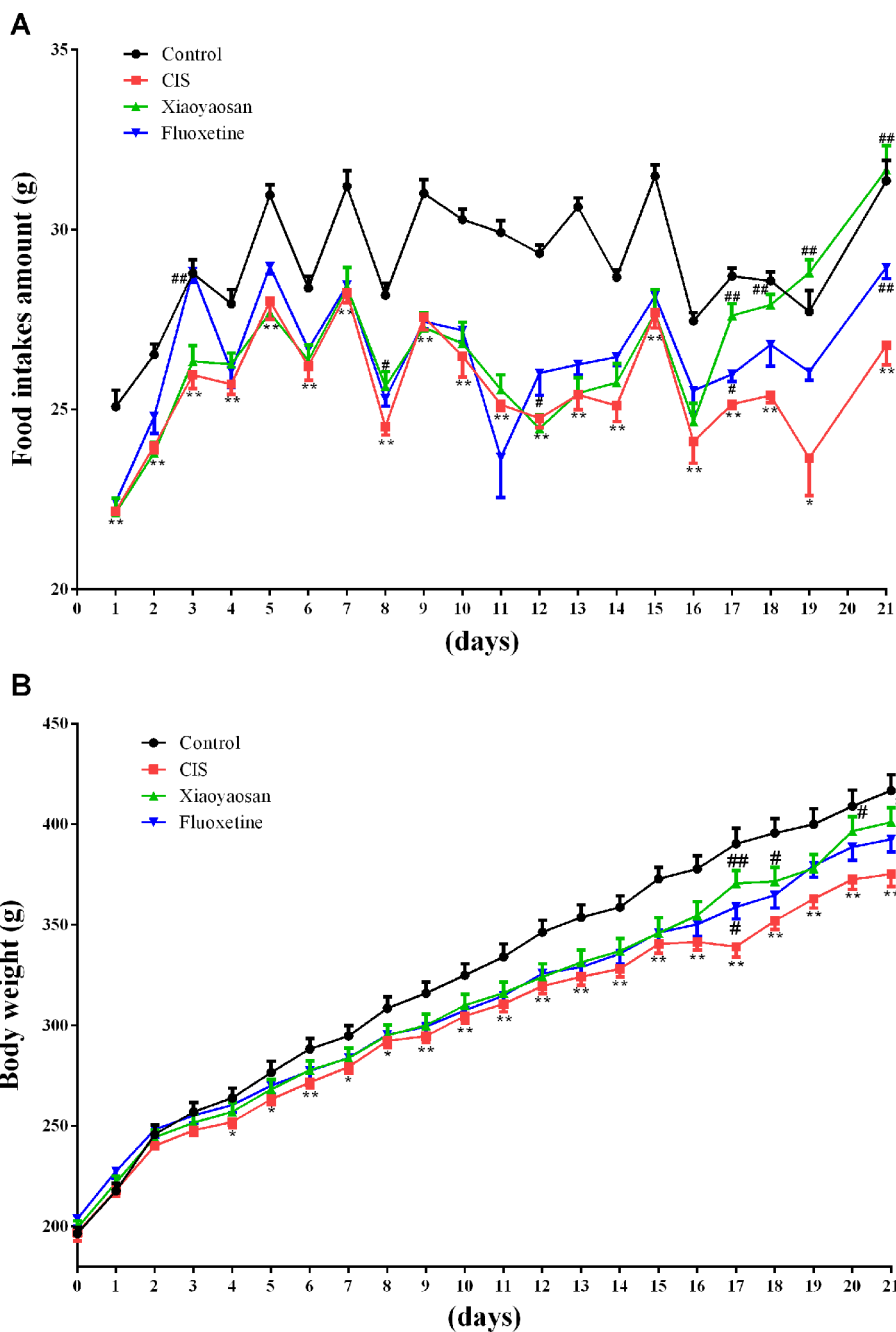 A
35
Control
CIS
Xiaoyaosan
Fluoxetine
30
25
20
Food intakes amount (g)
## ## ## ## ## ##
# # #
** ** ** ** ** ** ** ** ** ** ** ** ** ** ** ** ** ** * **
0 1 2 3 4 5 6 7 8 9 10 11 12 13 14 15 16 17 18 19 20 21
(days)
B
450
Control
CIS
Xiaoyaosan
Fluoxetine
400
350
300
250
200
Body weight (g)
## # #
#
* * ** * * ** ** ** ** ** ** ** ** ** ** ** ** **
0 1 2 3 4 5 6 7 8 9 10 11 12 13 14 15 16 17 18 19 20 21
(days)